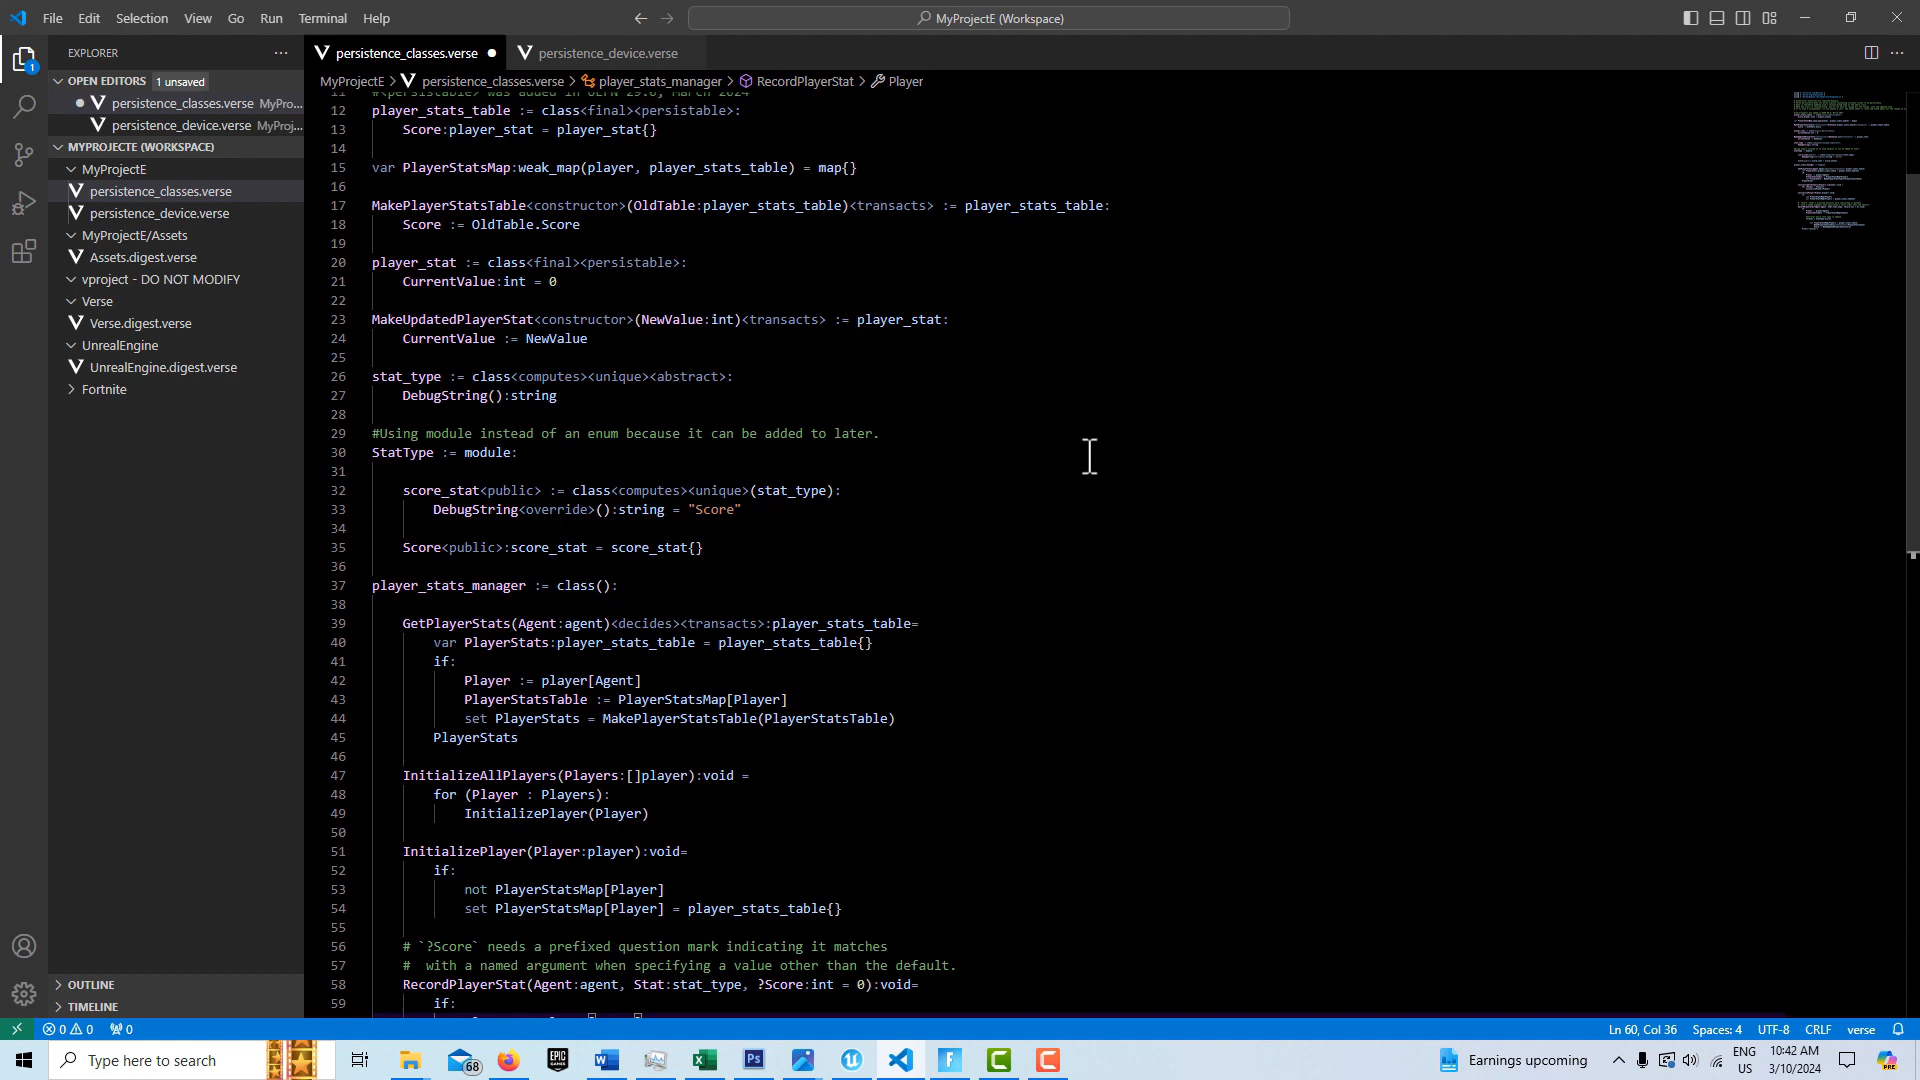 File Edit Selection View Go Run Terminal Help
MyProjectE (Workspace)
EXPLORER
persistence_classes.verse
persistence_device.verse
OPEN EDITORS 1 unsaved
MyProjectE > persistence_classes.verse > player_stats_manager > RecordPlayerStat > Player
persistence_classes.verse MyPro...
persistence_device.verse MyProj...
MYPROJECTE (WORKSPACE)
MyProjectE
persistence_classes.verse
persistence_device.verse
MyProjectE/Assets
Assets.digest.verse
vproject - DO NOT MODIFY
Verse
Verse.digest.verse
UnrealEngine
UnrealEngine.digest.verse
Fortnite
OUTLINE
TIMELINE
11 #<persistable> was added in UEFN 29.0, March 2024
12 player_stats_table := class<final><persistable>:
13 Score:player_stat = player_stat{}
14
15 var PlayerStatsMap:weak_map(player, player_stats_table) = map{}
16
17 MakePlayerStatsTable<constructor>(OldTable:player_stats_table)<transacts> := player_stats_table:
18 Score := OldTable.Score
19
20 player_stat := class<final><persistable>:
21 CurrentValue:int = 0
22
23 MakeUpdatedPlayerStat<constructor>(NewValue:int)<transacts> := player_stat:
24 CurrentValue := NewValue
25
26 stat_type := class<computes><unique><abstract>:
27 DebugString():string
28
29 #Using module instead of an enum because it can be added to later.
30 StatType := module:
31
32 score_stat<public> := class<computes><unique>(stat_type):
33 DebugString<override>():string = "Score"
34
35 Score<public>:score_stat = score_stat{}
36
37 player_stats_manager := class():
38
39 GetPlayerStats(Agent:agent)<decides><transacts>:player_stats_table=
40 var PlayerStats:player_stats_table = player_stats_table{}
41 if:
42 Player := player[Agent]
43 PlayerStatsTable := PlayerStatsMap[Player]
44 set PlayerStats = MakePlayerStatsTable(PlayerStatsTable)
45 PlayerStats
46
47 InitializeAllPlayers(Players:[]player):void =
48 for (Player : Players):
49 InitializePlayer(Player)
50
51 InitializePlayer(Player:player):void=
52 if:
53 not PlayerStatsMap[Player]
54 set PlayerStatsMap[Player] = player_stats_table{}
55
56 # `?Score` needs a prefixed question mark indicating it matches
57 #  with a named argument when specifying a value other than the default.
58 RecordPlayerStat(Agent:agent, Stat:stat_type, ?Score:int = 0):void=
59 if:
0 0 0 Ln 60, Col 36 Spaces: 4 UTF-8 CRLF verse
Type here to search
68
Earnings upcoming
ENG
US
10:42 AM
3/10/2024